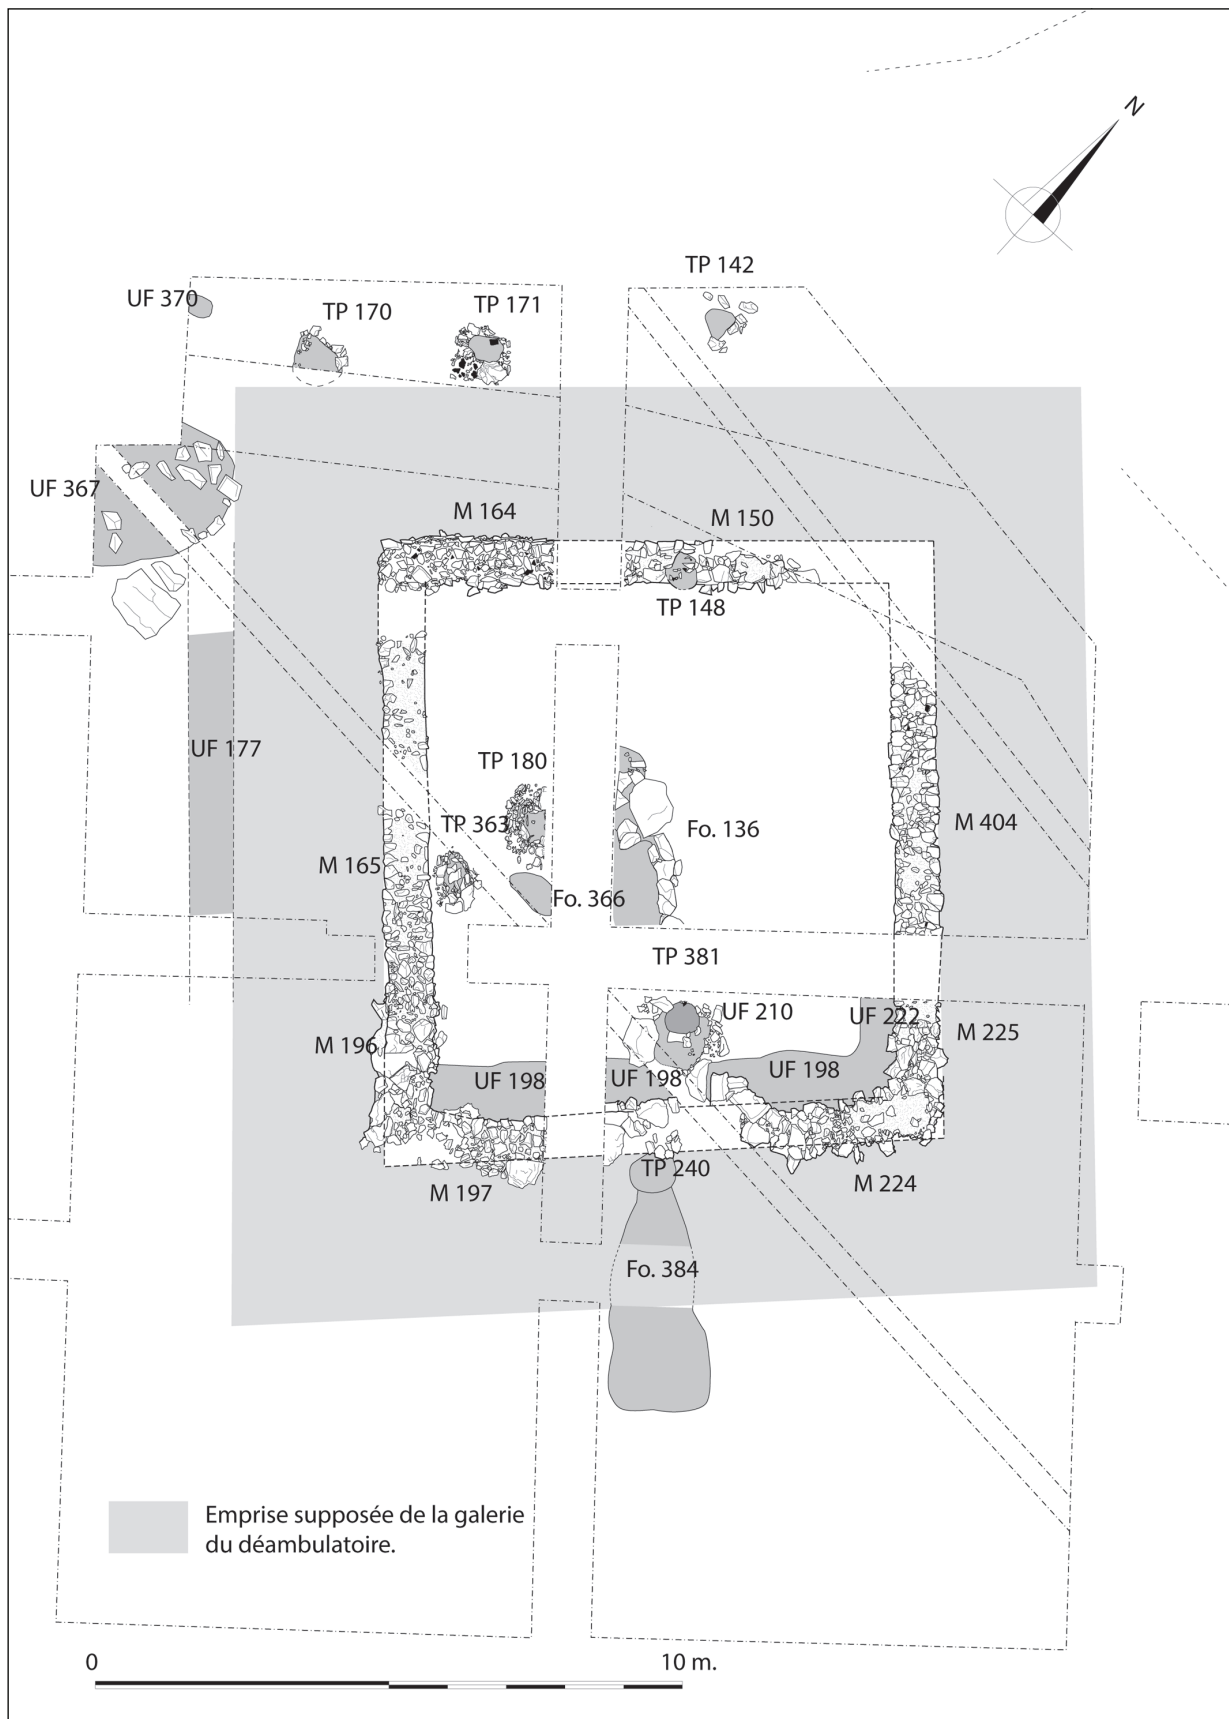 N
TP 142
UF 370
TP 170
TP 171
UF 367
M 164
M 150
TP 148
UF 177
TP 180
TP 363
Fo. 136
M 404
M 165
Fo. 366
TP 381
UF 210
UF 222
M 225
M 196
UF 198
UF 198
UF 198
TP 240
M 197
M 224
Fo. 384
Emprise supposée de la galerie
du déambulatoire.
0
10 m.